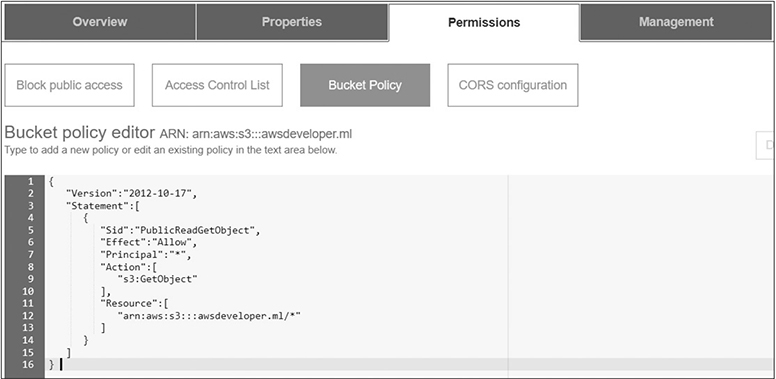 Overview Properties Permissions Management
Block public access Access Control List Bucket Policy CORS configuration
Bucket policy editor ARN: arn:aws:s3:::awsdeveloper.ml
Type to add a new policy or edit an existing policy in the text area below.
1 {
2 "Version":"2012-10-17",
3 "Statement":[
4 {
5 "Sid":"PublicReadGetObject",
6 "Effect":"Allow",
7 "Principal":"*",
8 "Action":[
9 "s3:GetObject"
10 ],
11 "Resource":[
12 "arn:aws:s3:::awsdeveloper.ml/*"
13 ]
14 }
15 ]
16 }